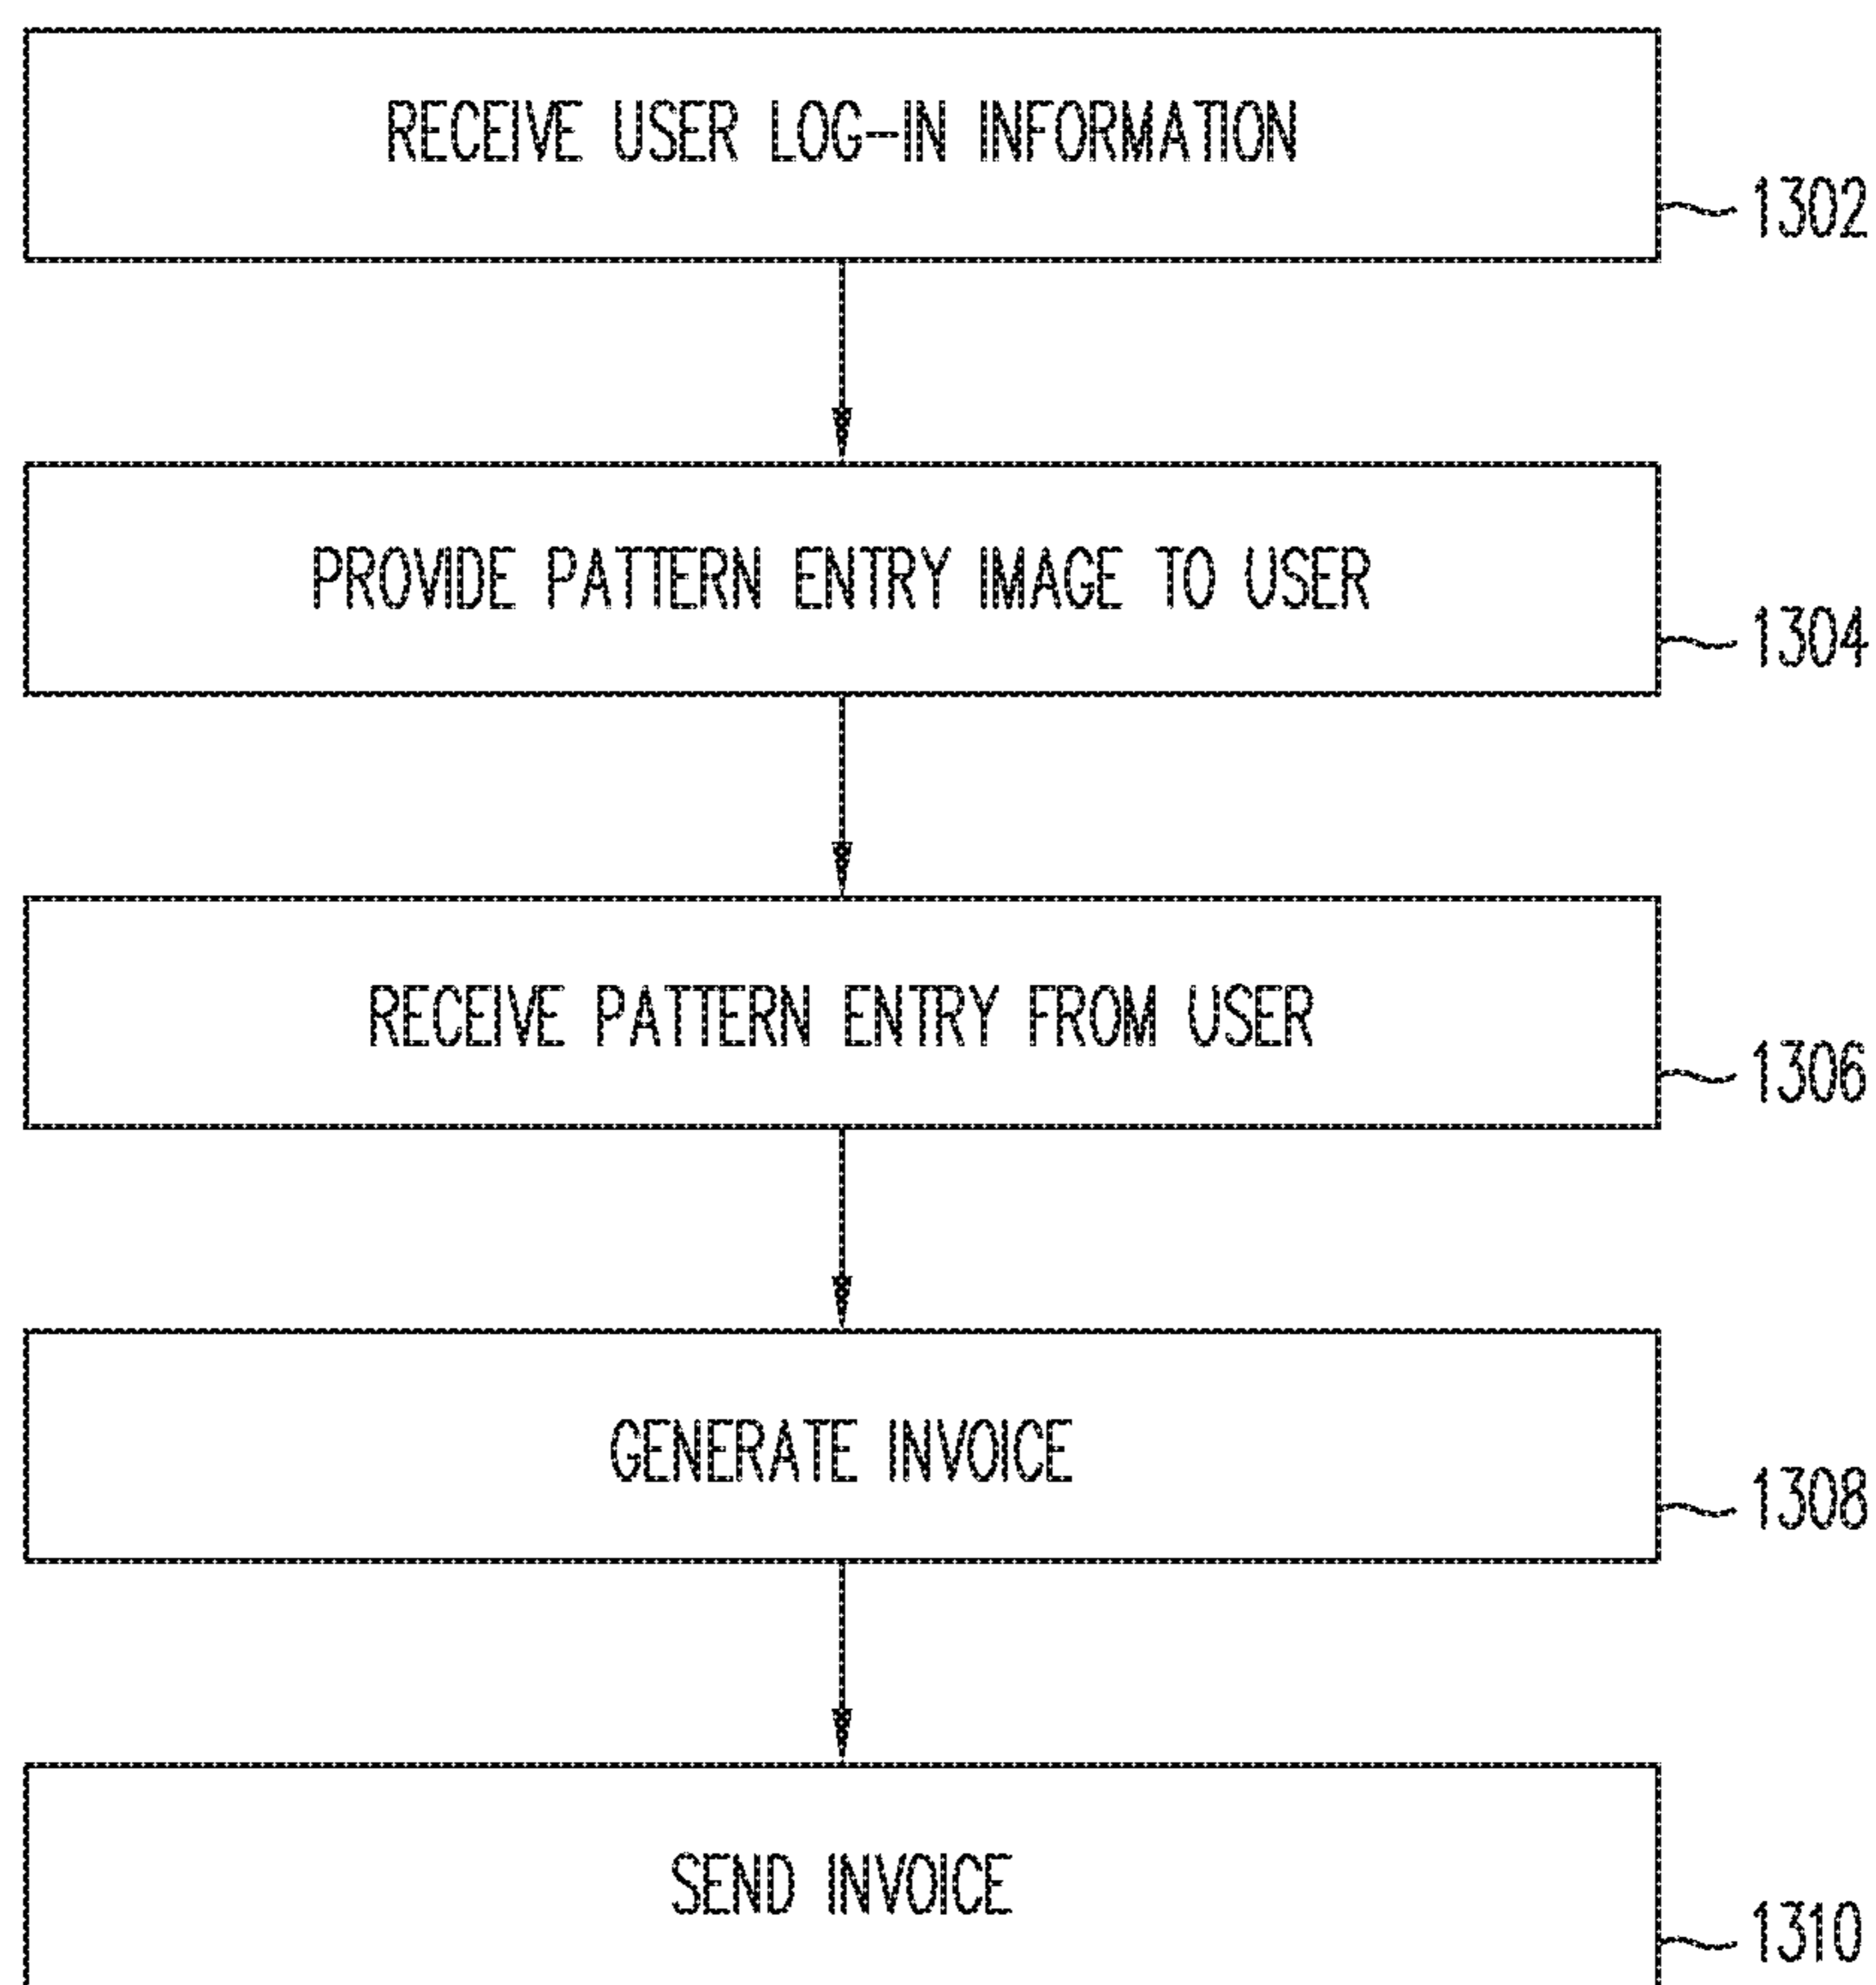 RECEIVE USER LOG-IN INFORMATION
1302
PROVIDE PATTERN ENTRY IMAGE TO USER
1304
RECEIVE PATTERN ENTRY FROM USER
1306
GENERATE INVOICE
1308
SEND INVOICE
1310